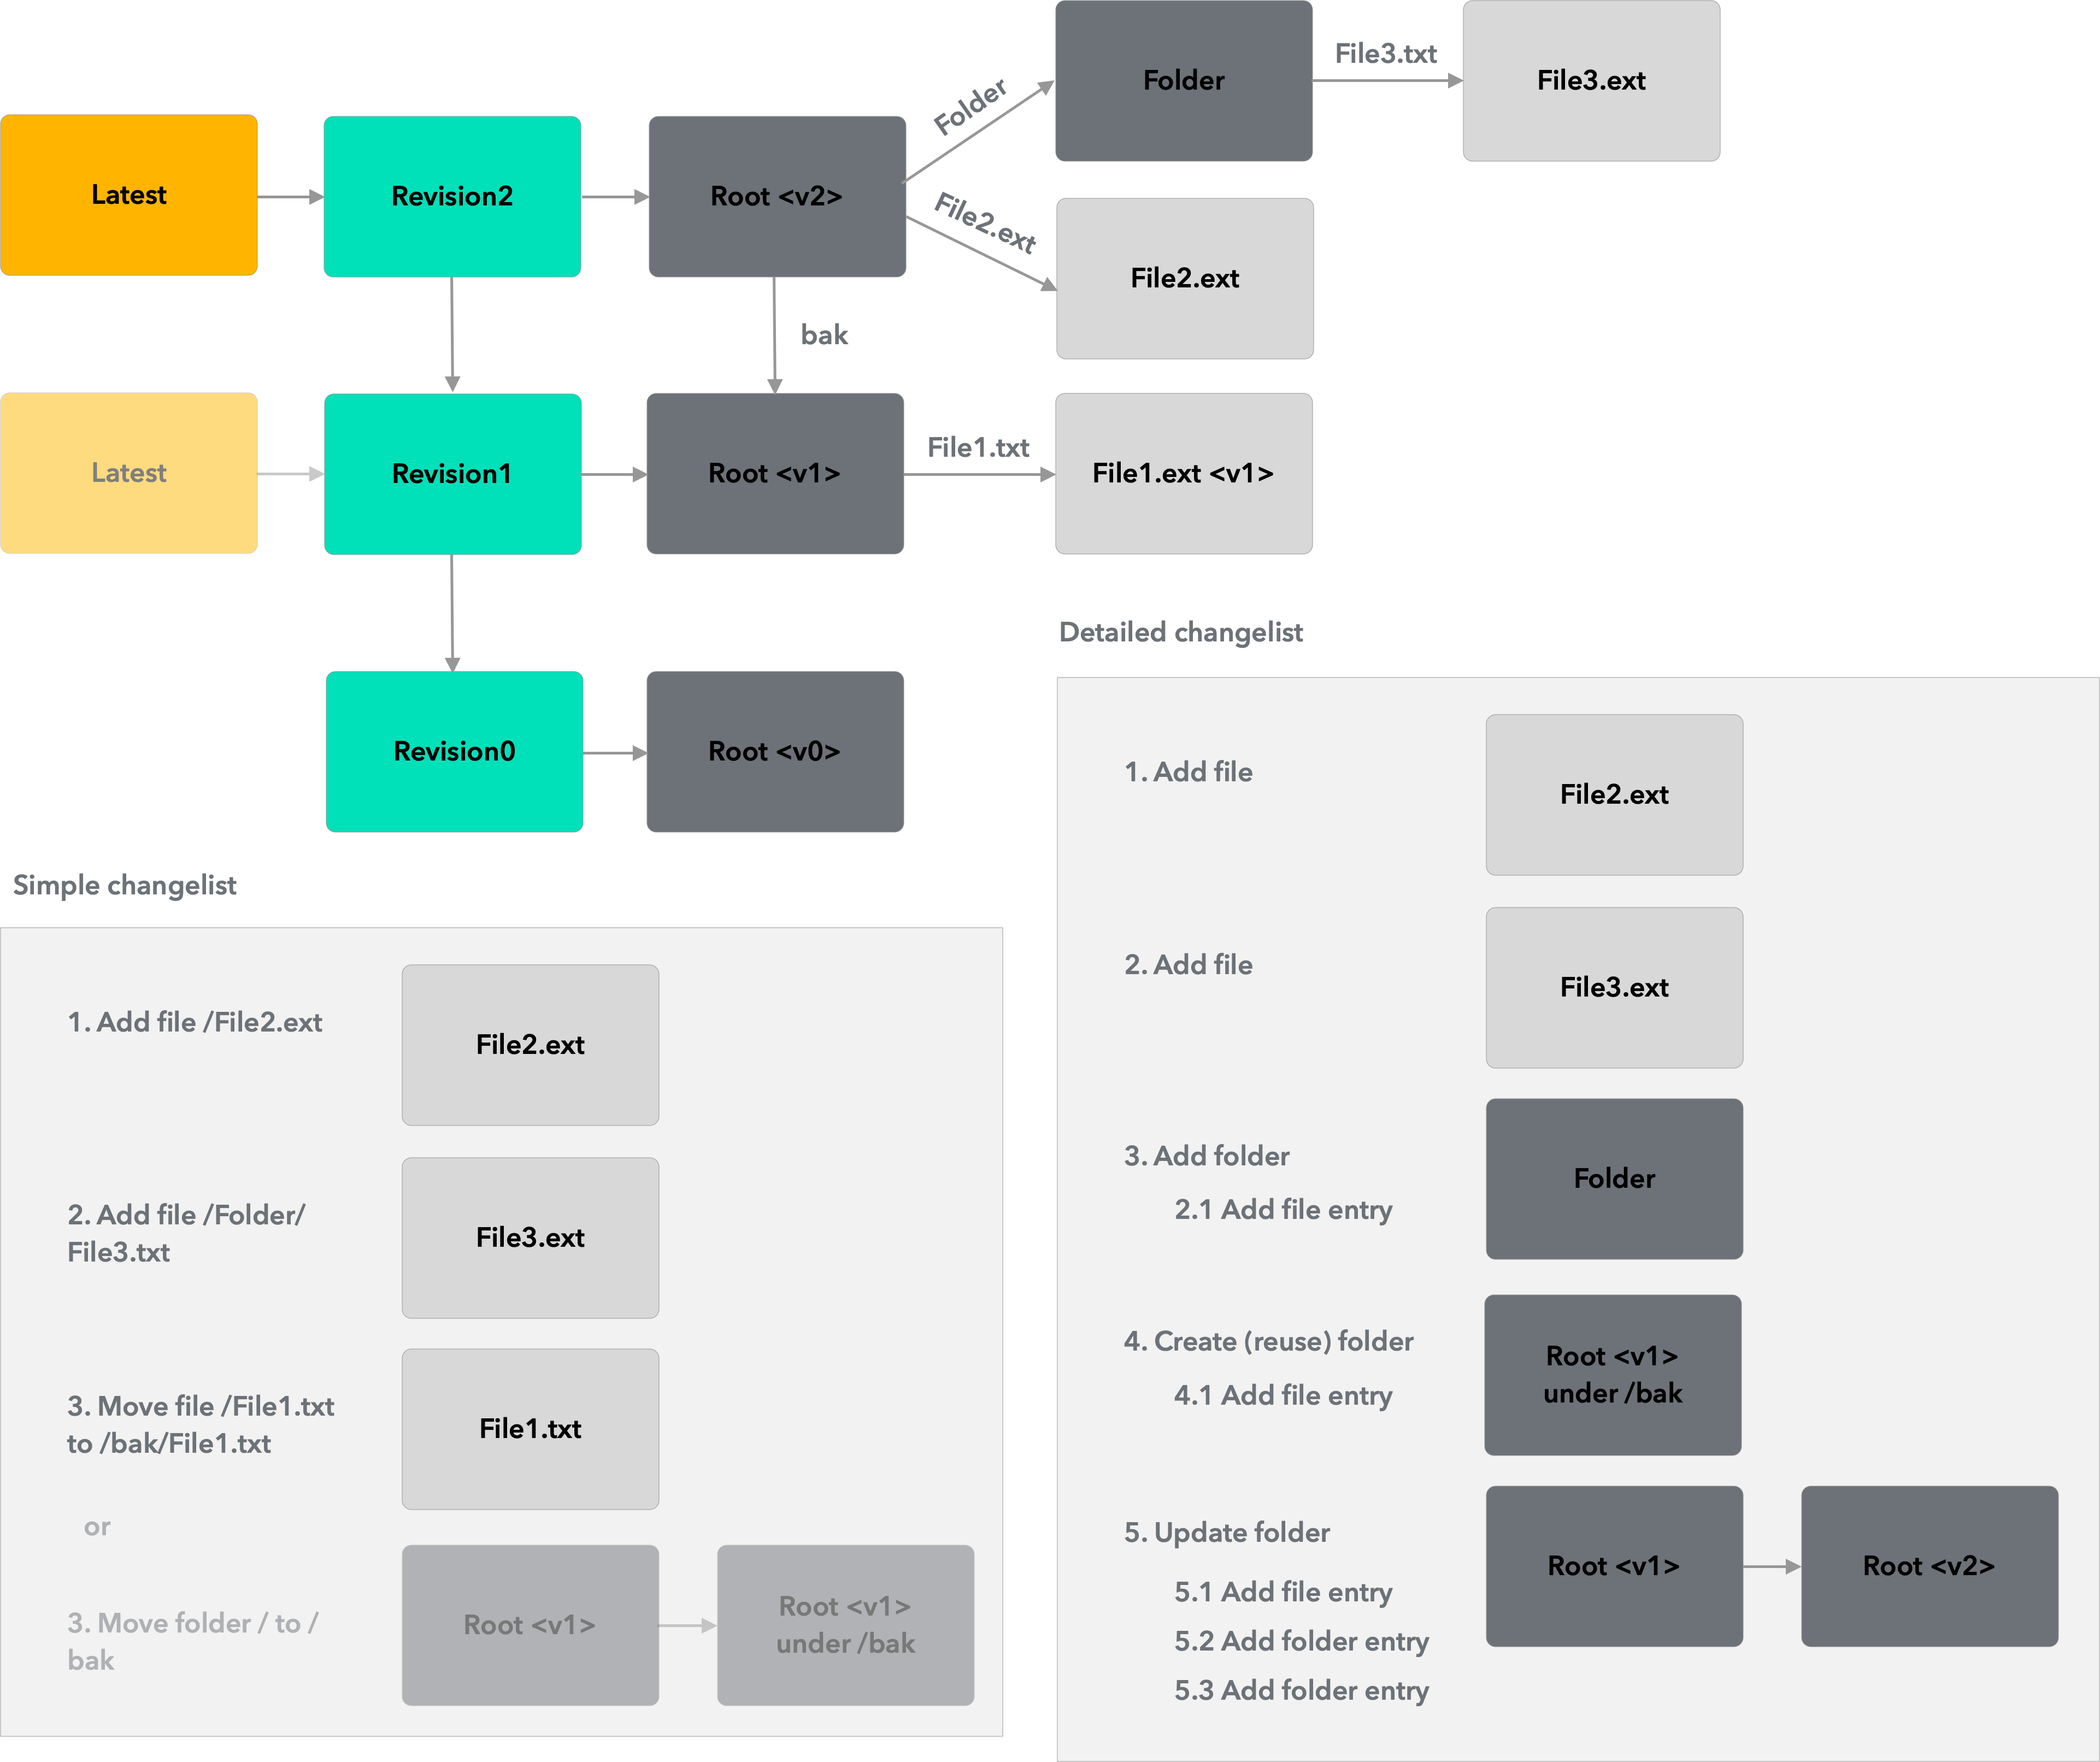 Folder
File3.txt
File3.ext
Folder
Latest
Revision2
Root <v2>
File2.ext
File2.ext
bak
Latest
Revision1
Root <v1>
File1.txt
File1.ext <v1>
Revision0
Root <v0>
Simple changelist
1. Add file /File2.ext
File2.ext
2. Add file /Folder/
File3.txt
File3.ext
3. Move file /File1.txt
to /bak/File1.txt
File1.txt
or
3. Move folder / to /
bak
Root <v1>
Root <v1>
under /bak
Detailed changelist
1. Add file
File2.ext
2. Add file
File3.ext
3. Add folder
2.1 Add file entry
Folder
4. Create (reuse) folder
4.1 Add file entry
Root <v1>
under /bak
5. Update folder
5.1 Add file entry
5.2 Add folder entry
5.3 Add folder entry
Root <v1>
Root <v2>